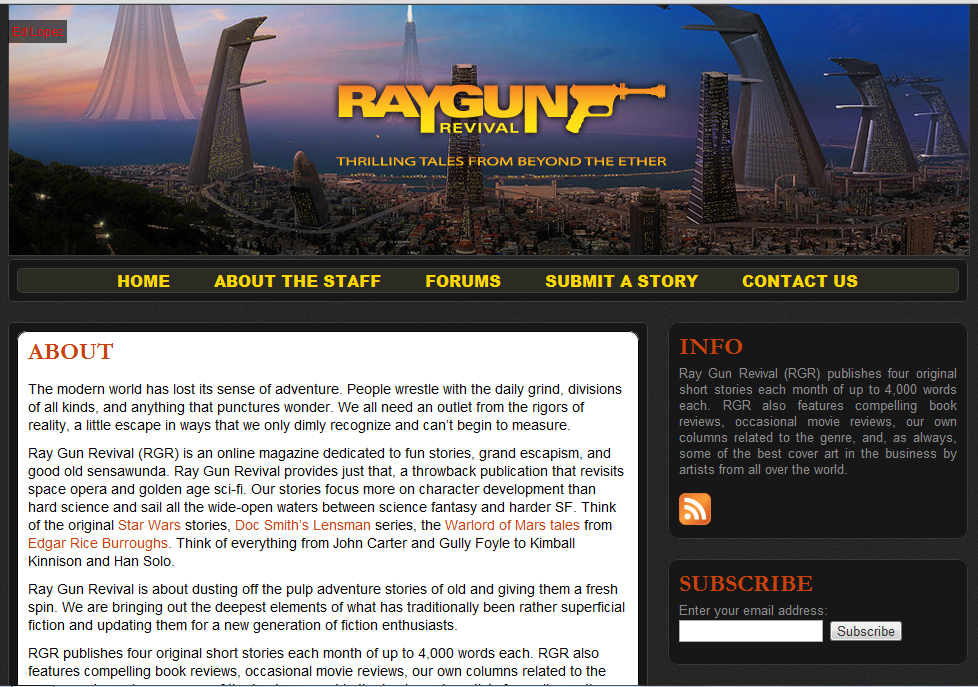 RAYGUN
REVIVAL
THRILLING TALES FROM BEYOND THE ETHER
HOME ABOUT THE STAFF FORUMS SUBMIT A STORY CONTACT US
ABOUT
The modern world has lost its sense of adventure. People wrestle with the daily grind, divisions
of all kinds, and anything that punctures wonder. We all need an outlet from the rigors of
reality, a little escape in ways that we only dimly recognize and can't begin to measure.
Ray Gun Revival (RGR) is an online magazine dedicated to fun stories, grand escapism, and
good old sensawunda. Ray Gun Revival provides just that, a throwback publication that revisits
space opera and golden age sci-fi. Our stories focus more on character development than
hard science and sail all the wide-open waters between science fantasy and harder SF. Think
of the original Star Wars stories, Doc Smith's Lensman series, the Warlord of Mars tales from
Edgar Rice Burroughs. Think of everything from John Carter and Gully Foyle to Kimball
Kinnison and Han Solo.
Ray Gun Revival is about dusting off the pulp adventure stories of old and giving them a fresh
spin. We are bringing out the deepest elements of what has traditionally been rather superficial
fiction and updating them for a new generation of fiction enthusiasts.
RGR publishes four original short stories each month of up to 4,000 words each. RGR also
features compelling book reviews, occasional movie reviews, our own columns related to the
INFO
Ray Gun Revival (RGR) publishes four original
short stories each month of up to 4,000 words
each. RGR also features compelling book
reviews, occasional movie reviews, our own
columns related to the genre, and, as always,
some of the best cover art in the business by
artists from all over the world.
SUBSCRIBE
Enter your email address:
Subscribe